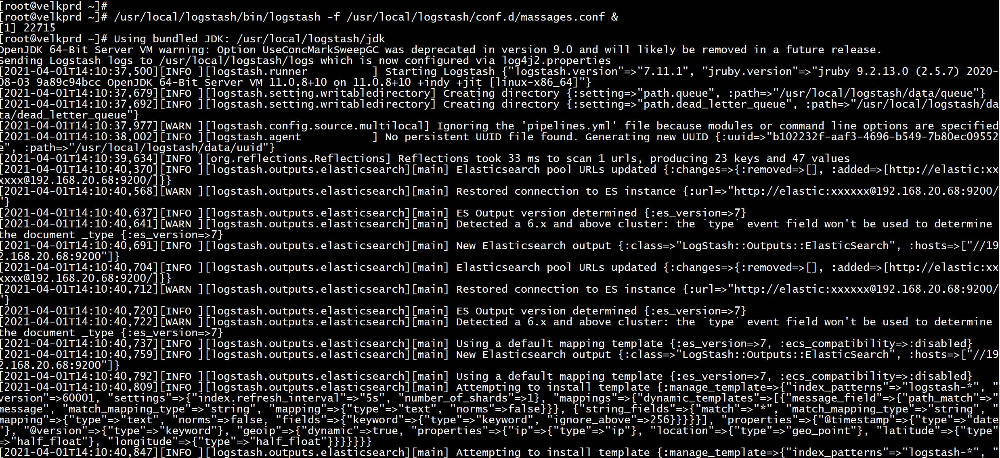 [root@velkprd ~]#
[root@velkprd ~]# /usr/local/logstash/bin/logstash -f /usr/local/logstash/conf.d/massages.conf &
[1] 22715
[root@velkprd ~]# Using bundled JDK: /usr/local/logstash/jdk
OpenJDK 64-Bit Server VM warning: Option UseConcMarkSweepGC was deprecated in version 9.0 and will likely be removed in a future release.
Sending Logstash logs to /usr/local/logstash/logs which is now configured via log4j2.properties
[2021-04-01T14:10:37,500][INFO ][logstash.runner          ] Starting Logstash {"logstash.version"=>"7.11.1", "jruby.version"=>"jruby 9.2.13.0 (2.5.7) 2020-
08-03 9a89c94bcc OpenJDK 64-Bit Server VM 11.0.8+10 on 11.0.8+10 +indy +jit [linux-x86_64]"}
[2021-04-01T14:10:37,679][INFO ][logstash.setting.writabledirectory] Creating directory {:setting=>"path.queue", :path=>"/usr/local/logstash/data/queue"}
[2021-04-01T14:10:37,692][INFO ][logstash.setting.writabledirectory] Creating directory {:setting=>"path.dead_letter_queue", :path=>"/usr/local/logstash/da
ta/dead_letter_queue"}
[2021-04-01T14:10:37,977][WARN ][logstash.config.source.multilocal] Ignoring the 'pipelines.yml' file because modules or command line options are specified
[2021-04-01T14:10:38,002][INFO ][logstash.agent           ] No persistent UUID file found. Generating new UUID {:uuid=>"b102232f-aaf3-4696-b549-7b80ec09552
e", :path=>"/usr/local/logstash/data/uuid"}
[2021-04-01T14:10:39,634][INFO ][org.reflections.Reflections] Reflections took 33 ms to scan 1 urls, producing 23 keys and 47 values
[2021-04-01T14:10:40,370][INFO ][logstash.outputs.elasticsearch][main] Elasticsearch pool URLs updated {:changes=>{:removed=>[], :added=>[http://elastic:xx
xxxx@192.168.20.68:9200/]}}
[2021-04-01T14:10:40,568][WARN ][logstash.outputs.elasticsearch][main] Restored connection to ES instance {:url=>"http://elastic:xxxxxx@192.168.20.68:9200/
"}
[2021-04-01T14:10:40,637][INFO ][logstash.outputs.elasticsearch][main] ES Output version determined {:es_version=>7}
[2021-04-01T14:10:40,641][WARN ][logstash.outputs.elasticsearch][main] Detected a 6.x and above cluster: the `type` event field won't be used to determine
the document _type {:es_version=>7}
[2021-04-01T14:10:40,691][INFO ][logstash.outputs.elasticsearch][main] New Elasticsearch output {:class=>"LogStash::Outputs::ElasticSearch", :hosts=>["//19
2.168.20.68:9200"]}
[2021-04-01T14:10:40,704][INFO ][logstash.outputs.elasticsearch][main] Elasticsearch pool URLs updated {:changes=>{:removed=>[], :added=>[http://elastic:xx
xxxx@192.168.20.68:9200/]}}
[2021-04-01T14:10:40,712][WARN ][logstash.outputs.elasticsearch][main] Restored connection to ES instance {:url=>"http://elastic:xxxxxx@192.168.20.68:9200/
"}
[2021-04-01T14:10:40,720][INFO ][logstash.outputs.elasticsearch][main] ES Output version determined {:es_version=>7}
[2021-04-01T14:10:40,722][WARN ][logstash.outputs.elasticsearch][main] Detected a 6.x and above cluster: the `type` event field won't be used to determine
the document _type {:es_version=>7}
[2021-04-01T14:10:40,737][INFO ][logstash.outputs.elasticsearch][main] Using a default mapping template {:es_version=>7, :ecs_compatibility=>:disabled}
[2021-04-01T14:10:40,759][INFO ][logstash.outputs.elasticsearch][main] New Elasticsearch output {:class=>"LogStash::Outputs::ElasticSearch", :hosts=>["//19
2.168.20.68:9200"]}
[2021-04-01T14:10:40,792][INFO ][logstash.outputs.elasticsearch][main] Using a default mapping template {:es_version=>7, :ecs_compatibility=>:disabled}
[2021-04-01T14:10:40,809][INFO ][logstash.outputs.elasticsearch][main] Attempting to install template {:manage_template=>{"index_patterns"=>"logstash-*", "
version"=>60001, "settings"=>{"index.refresh_interval"=>"5s", "number_of_shards"=>1}, "mappings"=>{"dynamic_templates"=>[{"message_field"=>{"path_match"=>"
message", "match_mapping_type"=>"string", "mapping"=>{"type"=>"text", "norms"=>false}}}, {"string_fields"=>{"match"=>"*", "match_mapping_type"=>"string", "
mapping"=>{"type"=>"text", "norms"=>false, "fields"=>{"keyword"=>{"type"=>"keyword", "ignore_above"=>256}}}}}], "properties"=>{"@timestamp"=>{"type"=>"date
"}, "@version"=>{"type"=>"keyword"}, "geoip"=>{"dynamic"=>true, "properties"=>{"ip"=>{"type"=>"ip"}, "location"=>{"type"=>"geo_point"}, "latitude"=>{"type"
=>"half_float"}, "longitude"=>{"type"=>"half_float"}}}}}}}
[2021-04-01T14:10:40,847][INFO ][logstash.outputs.elasticsearch][main] Attempting to install template {:manage_template=>{"index_patterns"=>"logstash-*", "